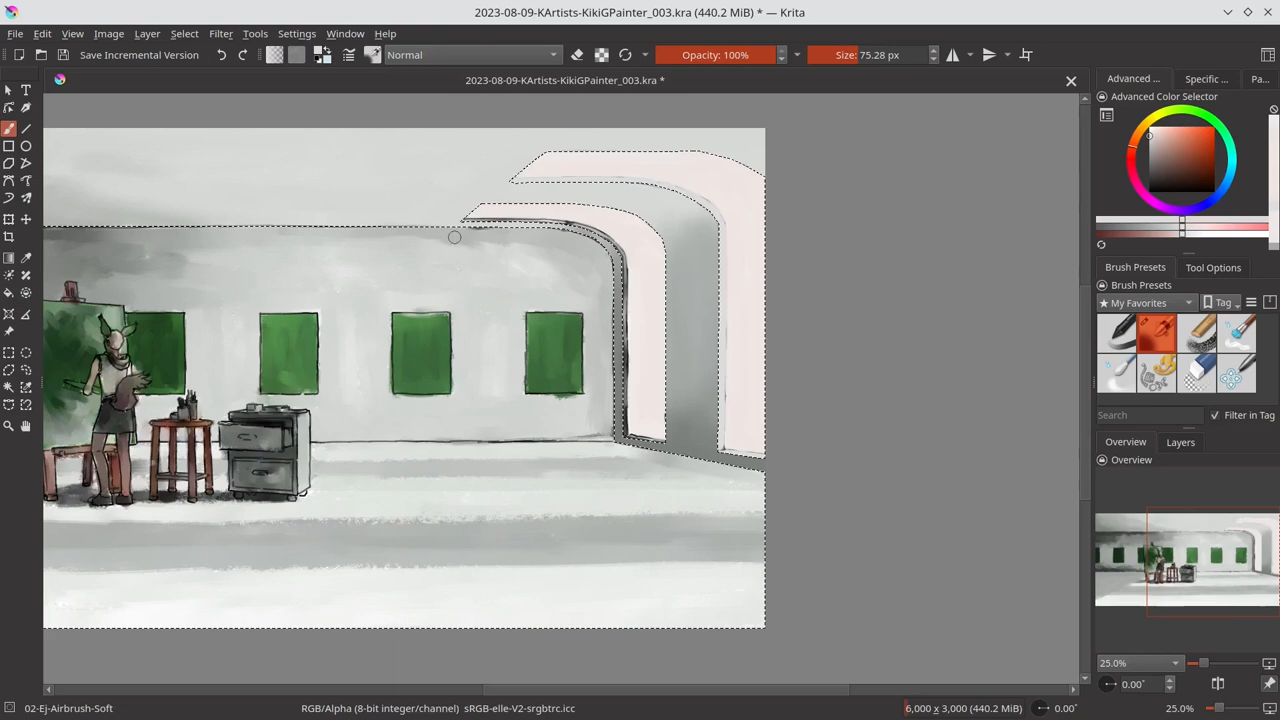 2023-08-09-KArtists-KikiGPainter_003.kra (440.2 MiB) * — Krita
File Edit View Image Layer Select Filter Tools Settings Window Help
Save Incremental Version Normal Opacity: 100% Size: 75.28 px
2023-08-09-KArtists-KikiGPainter_003.kra *
Advanced ... Specific ... Pa...
Advanced Color Selector
Brush Presets Tool Options
Brush Presets
★ My Favorites Tag
Search Filter in Tag
Overview Layers
Overview
25.0%
0.00°
02-Ej-Airbrush-Soft RGB/Alpha (8-bit integer/channel) sRGB-elle-V2-srgbtrc.icc 6,000 x 3,000 (440.2 MiB) 0.00° 25.0%